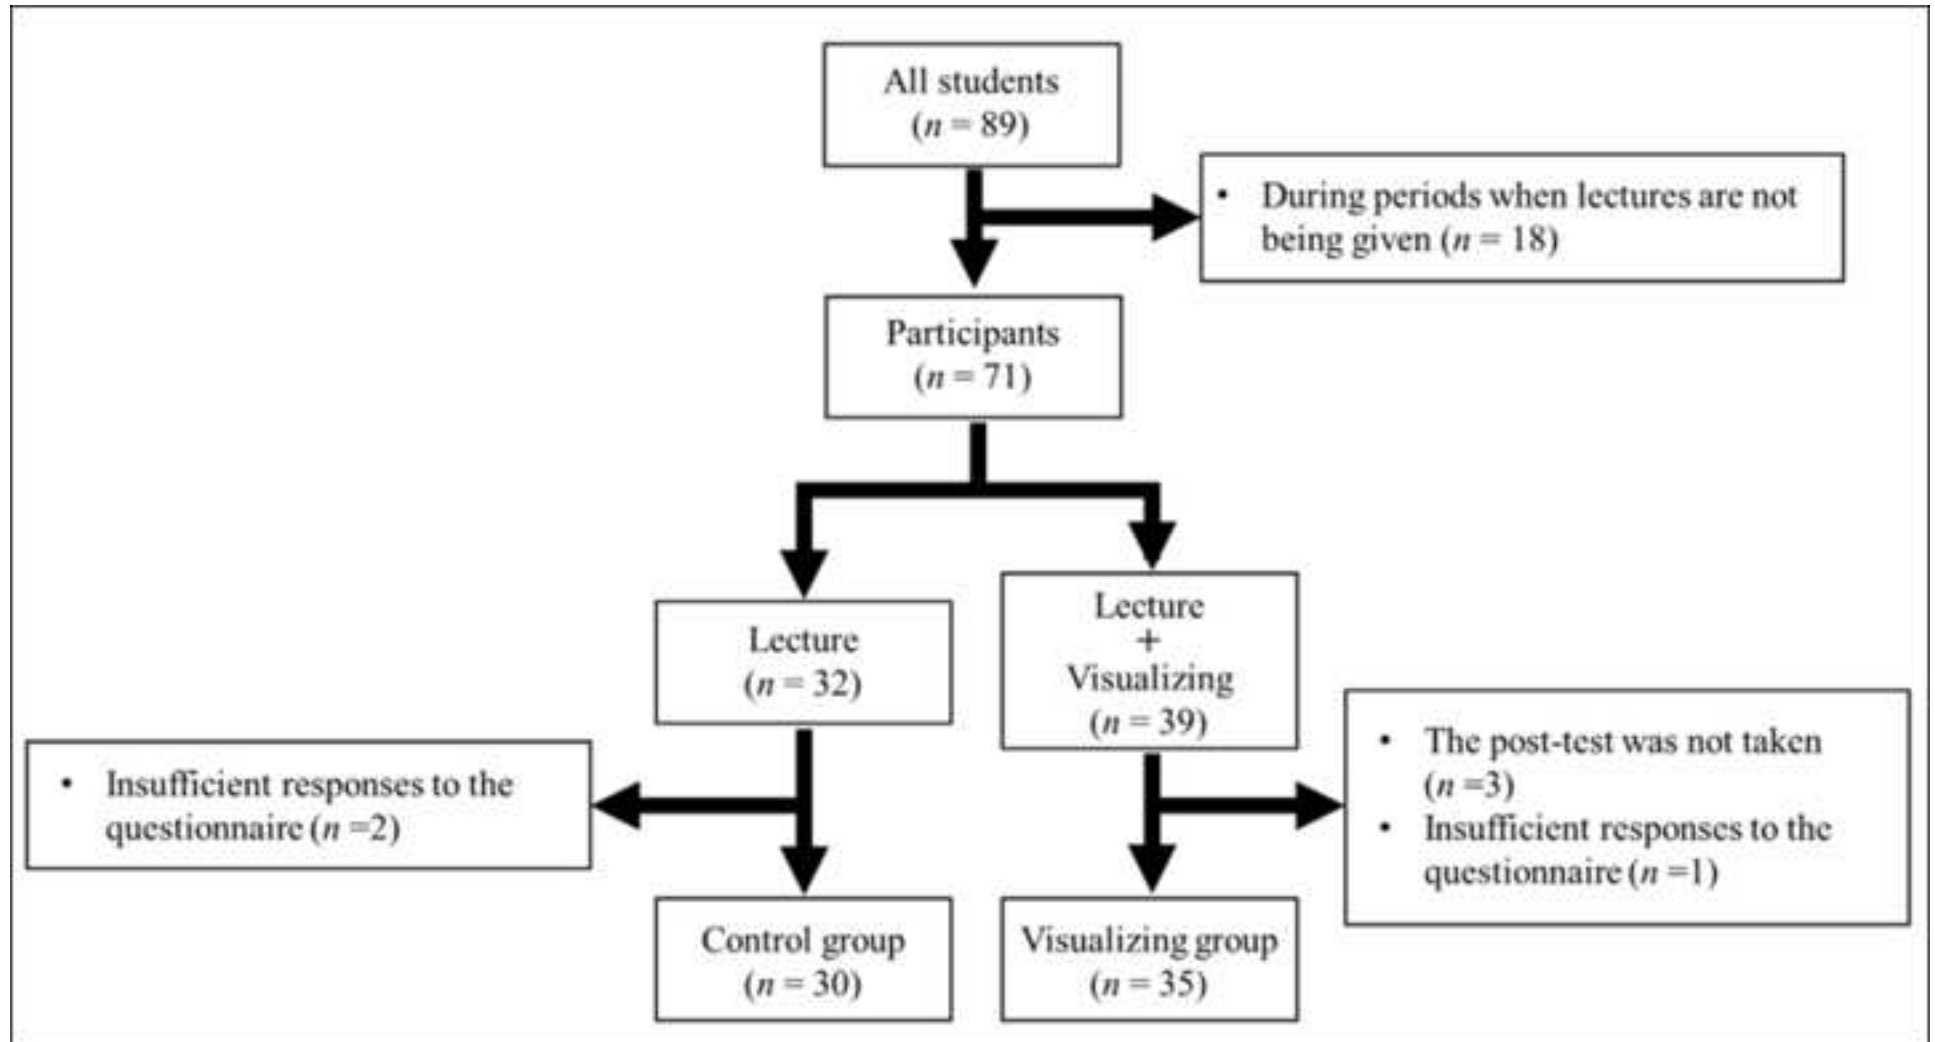 All students
(n = 89)
• During periods when lectures are not
being given (n = 18)
Participants
(n = 71)
Lecture
(n = 32)
Lecture
+
Visualizing
(n = 39)
• Insufficient responses to the
questionnaire (n =2)
• The post-test was not taken
(n =3)
• Insufficient responses to the
questionnaire (n =1)
Control group
(n = 30)
Visualizing group
(n = 35)